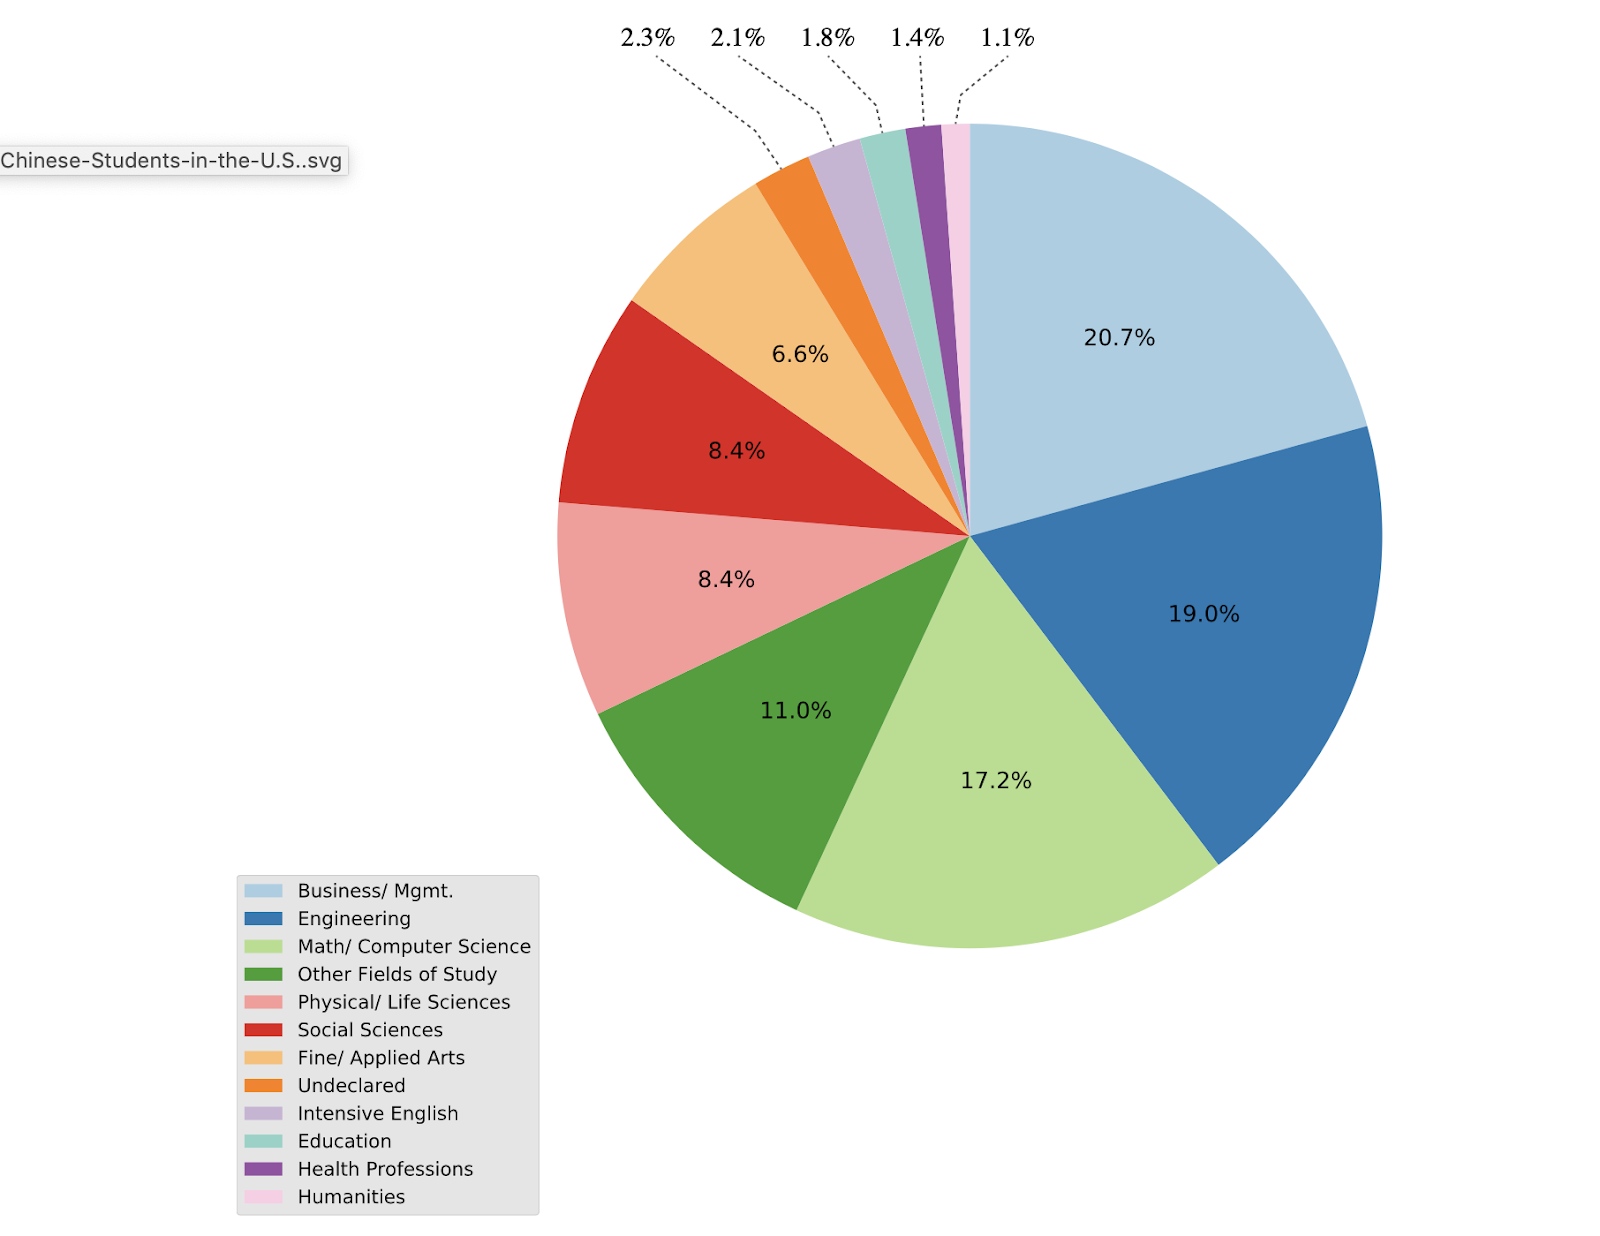 2.3% 2.1% 1.8% 1.4% 1.1%
Chinese-Students-in-the-U.S..svg
20.7%
6.6%
8.4%
8.4%
19.0%
11.0%
17.2%
Business/ Mgmt.
Engineering
Math/ Computer Science
Other Fields of Study
Physical/ Life Sciences
Social Sciences
Fine/ Applied Arts
Undeclared
Intensive English
Education
Health Professions
Humanities